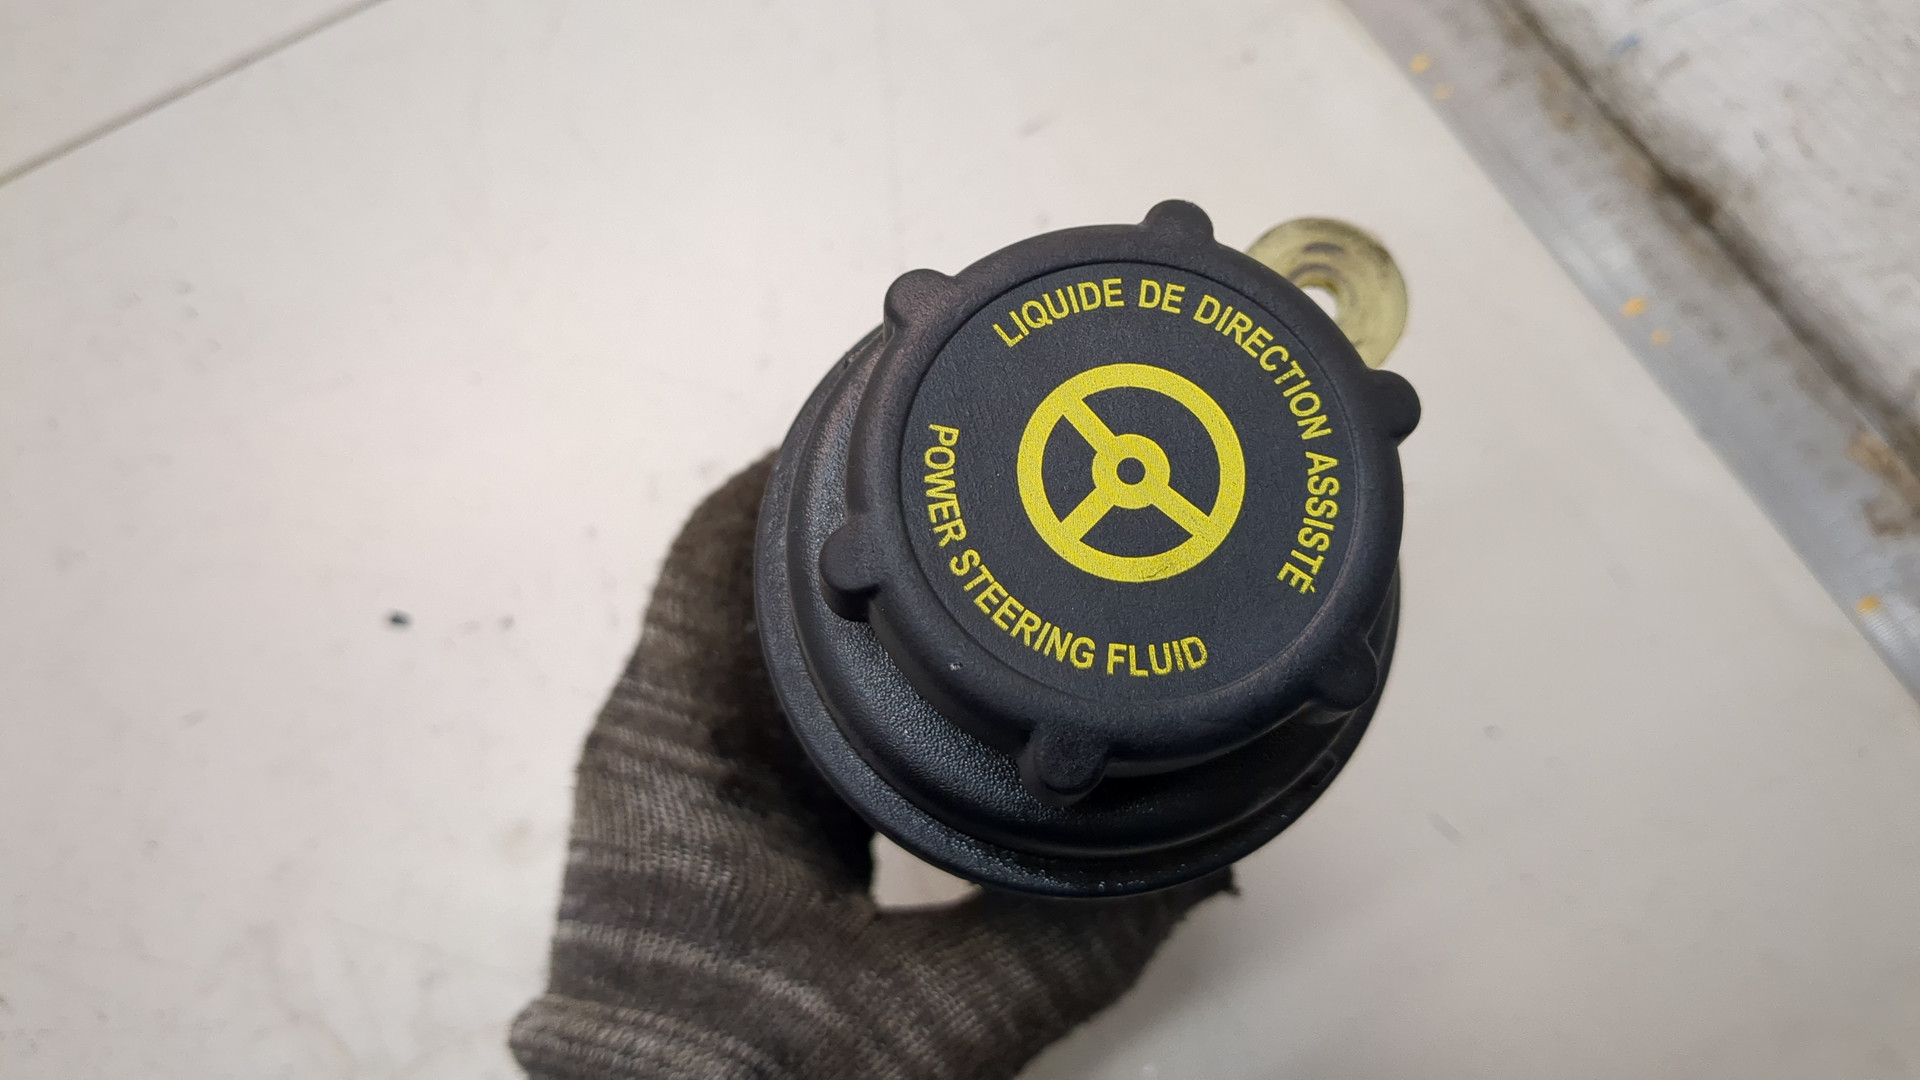 LIQUIDE DE DIRECTION ASSISTÉ
POWER STEERING FLUID